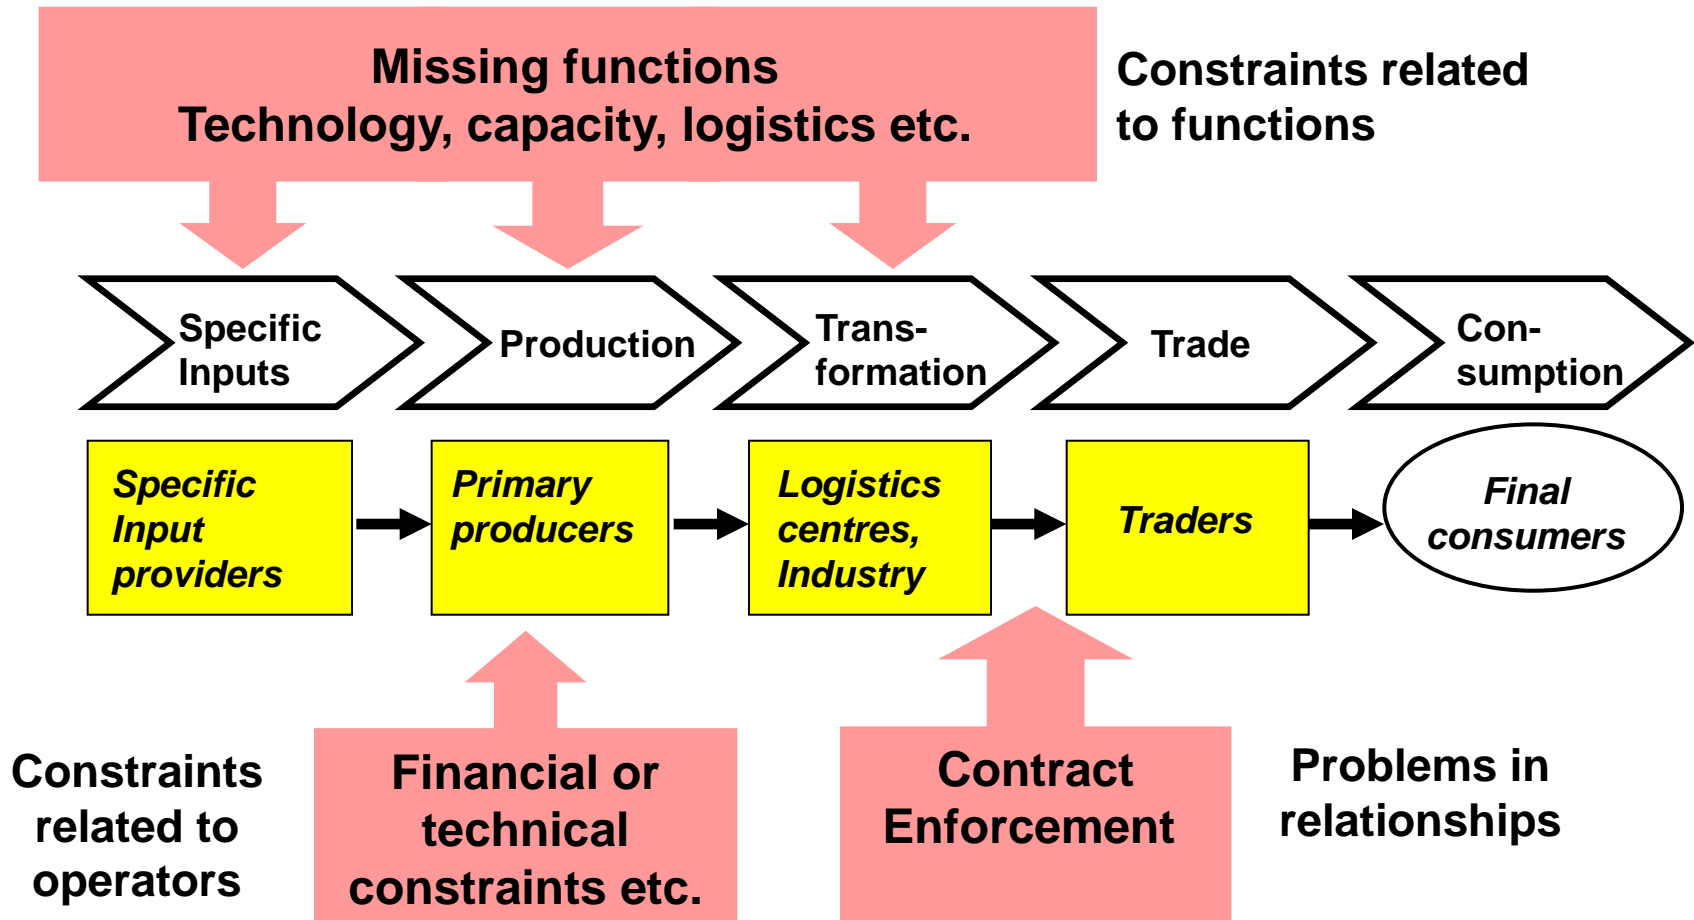 Missing functions
Technology, capacity, logistics etc.
Constraints related
to functions
Specific
Inputs
Production
Trans-
formation
Trade
Con-
sumption
Specific
Input
providers
Primary
producers
Logistics
centres,
Industry
Traders
Final
consumers
Constraints
related to
operators
Financial or
technical
constraints etc.
Contract
Enforcement
Problems in
relationships